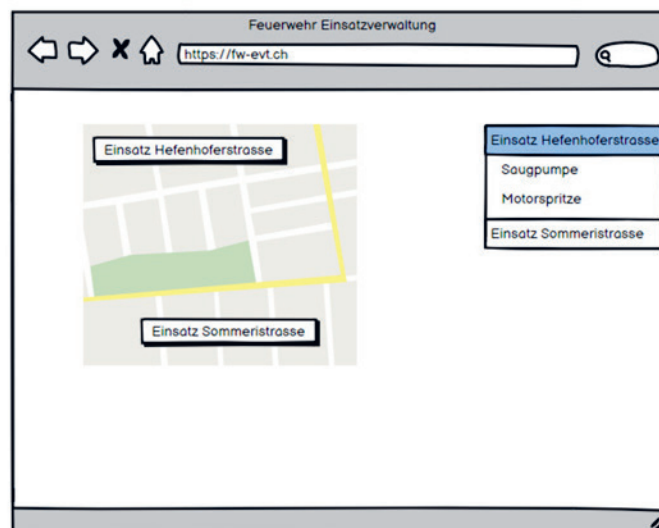 Feuerwehr Einsatzverwaltung
https://fw-evt.ch
Einsatz Hefenhoferstrasse
Einsatz Sommeristrasse
Einsatz Hefenhoferstrasse
Saugpumpe
Motorspritze
Einsatz Sommeristrasse